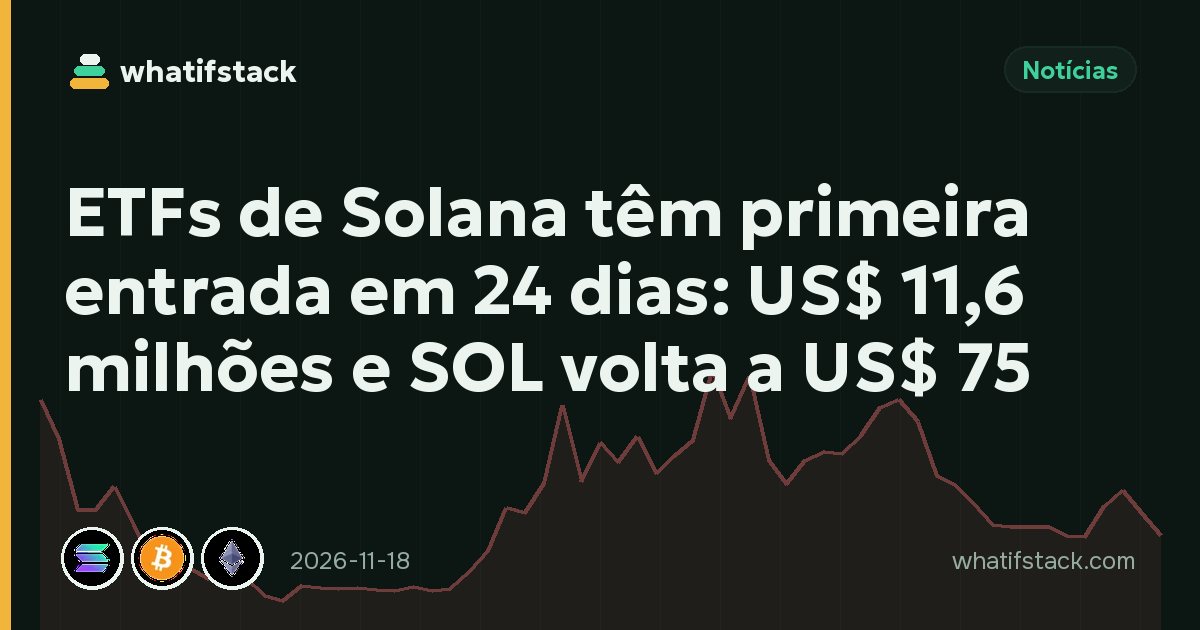 whatifstack
Notícias
ETFs de Solana têm primeira
entrada em 24 dias: US$ 11,6
milhões e SOL volta a US$ 75
2026-11-18
whatifstack.com